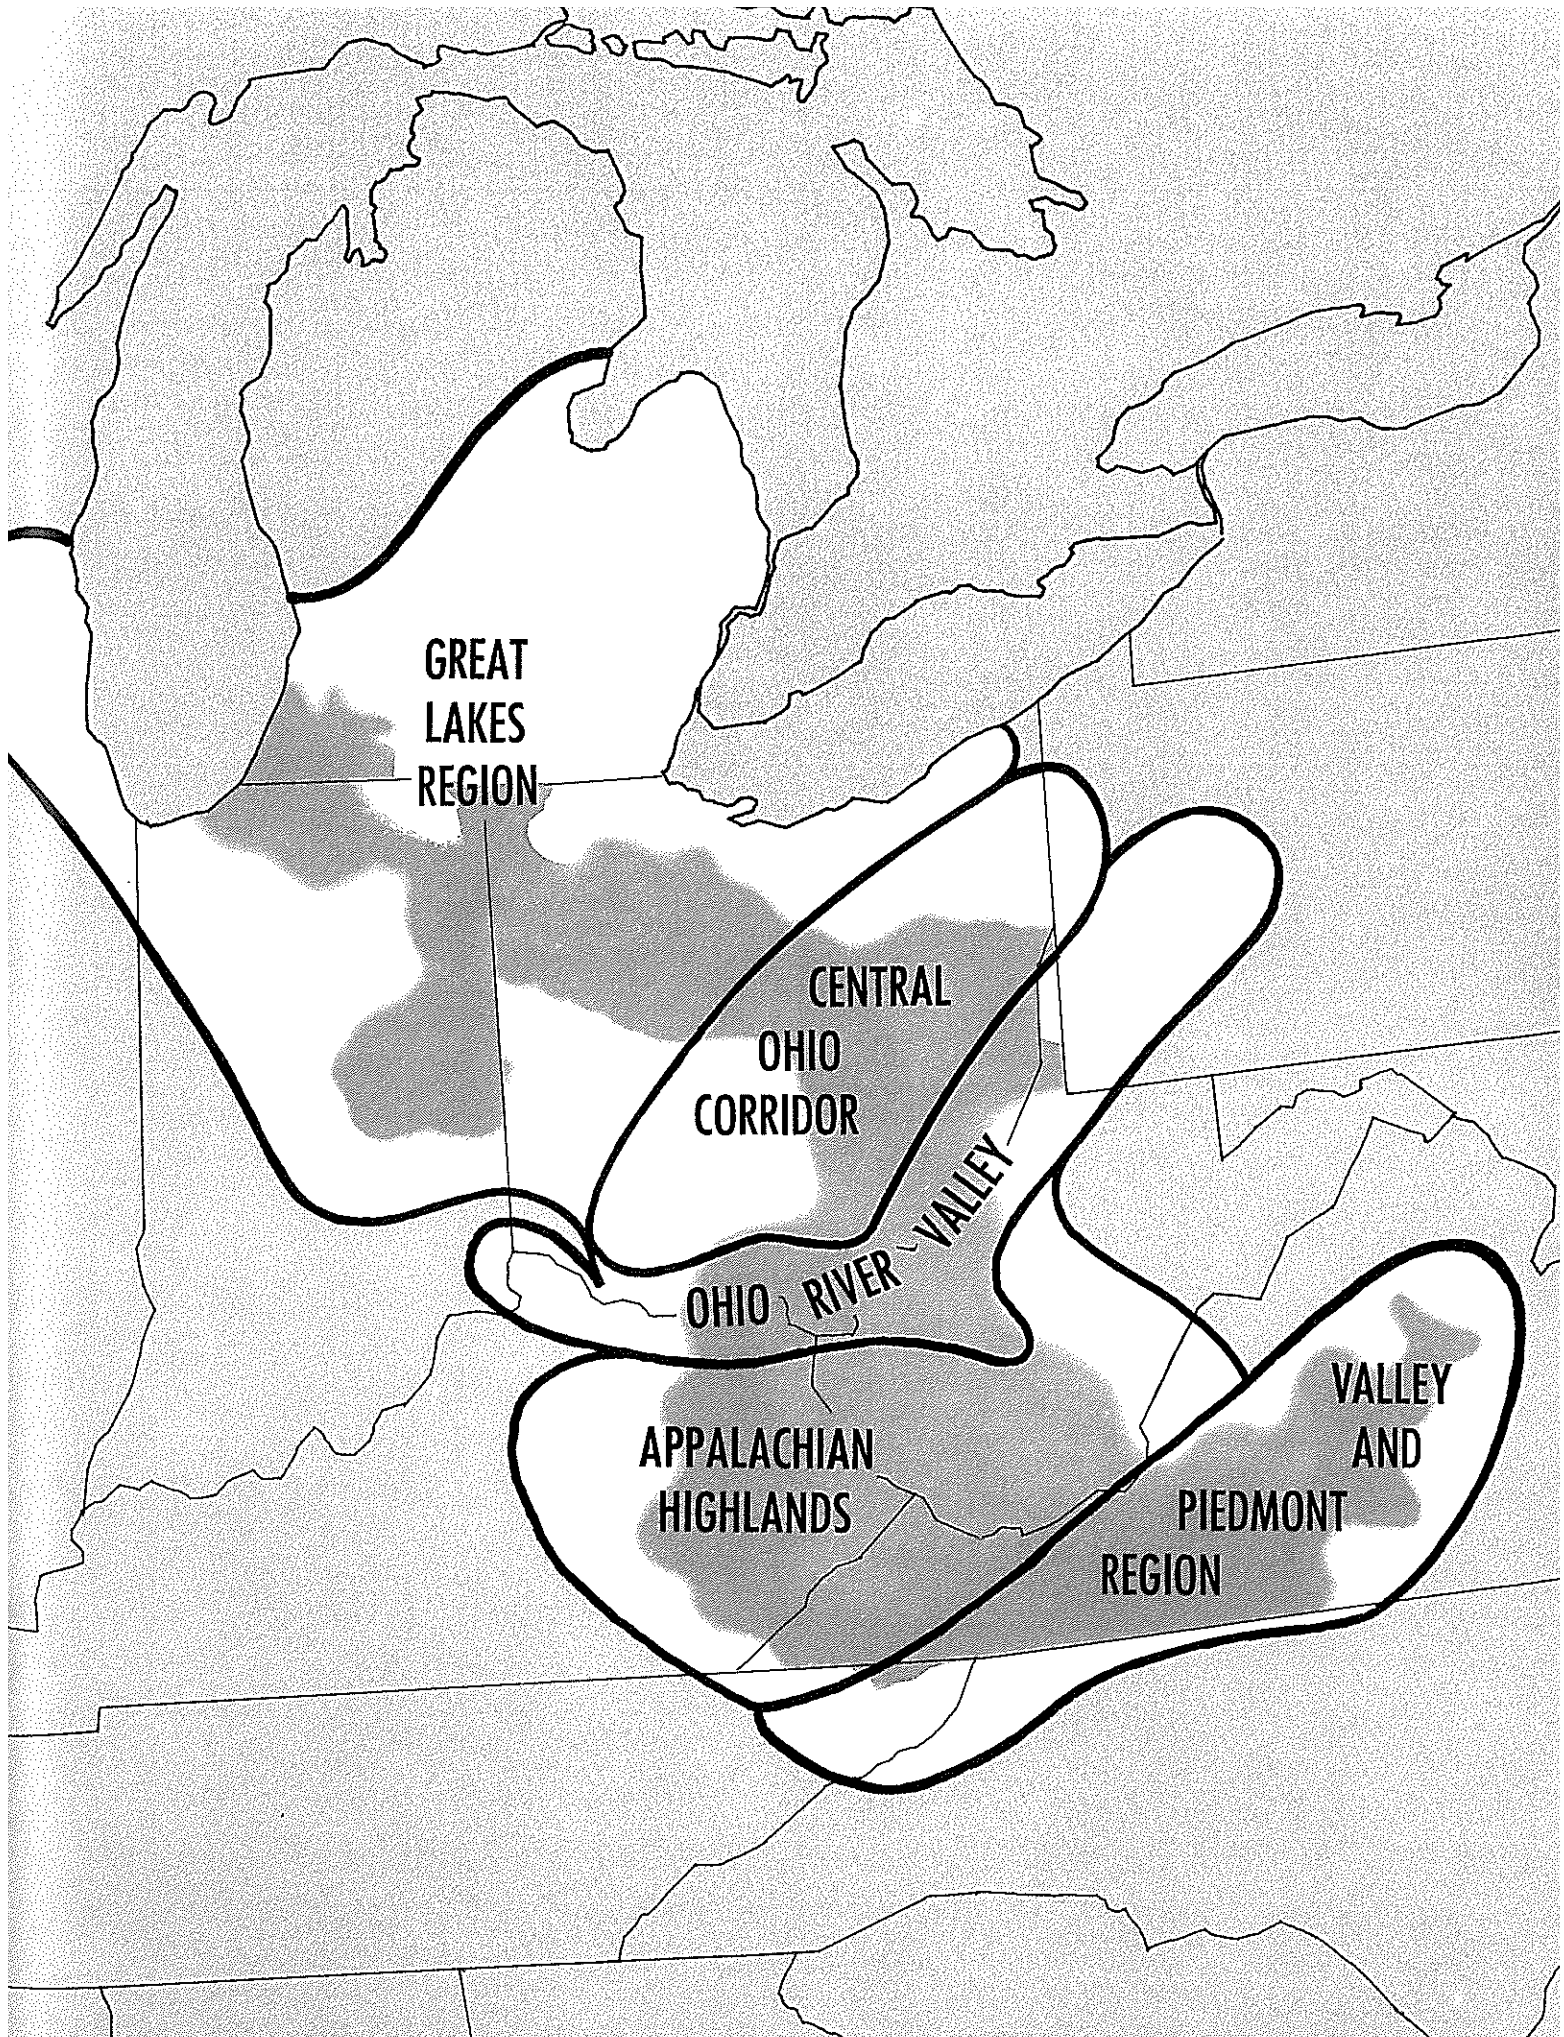 GREAT
LAKES
REGION
CENTRAL
OHIO
CORRIDOR
OHIO RIVER VALLEY
APPALACHIAN
HIGHLANDS
VALLEY
AND
PIEDMONT
REGION